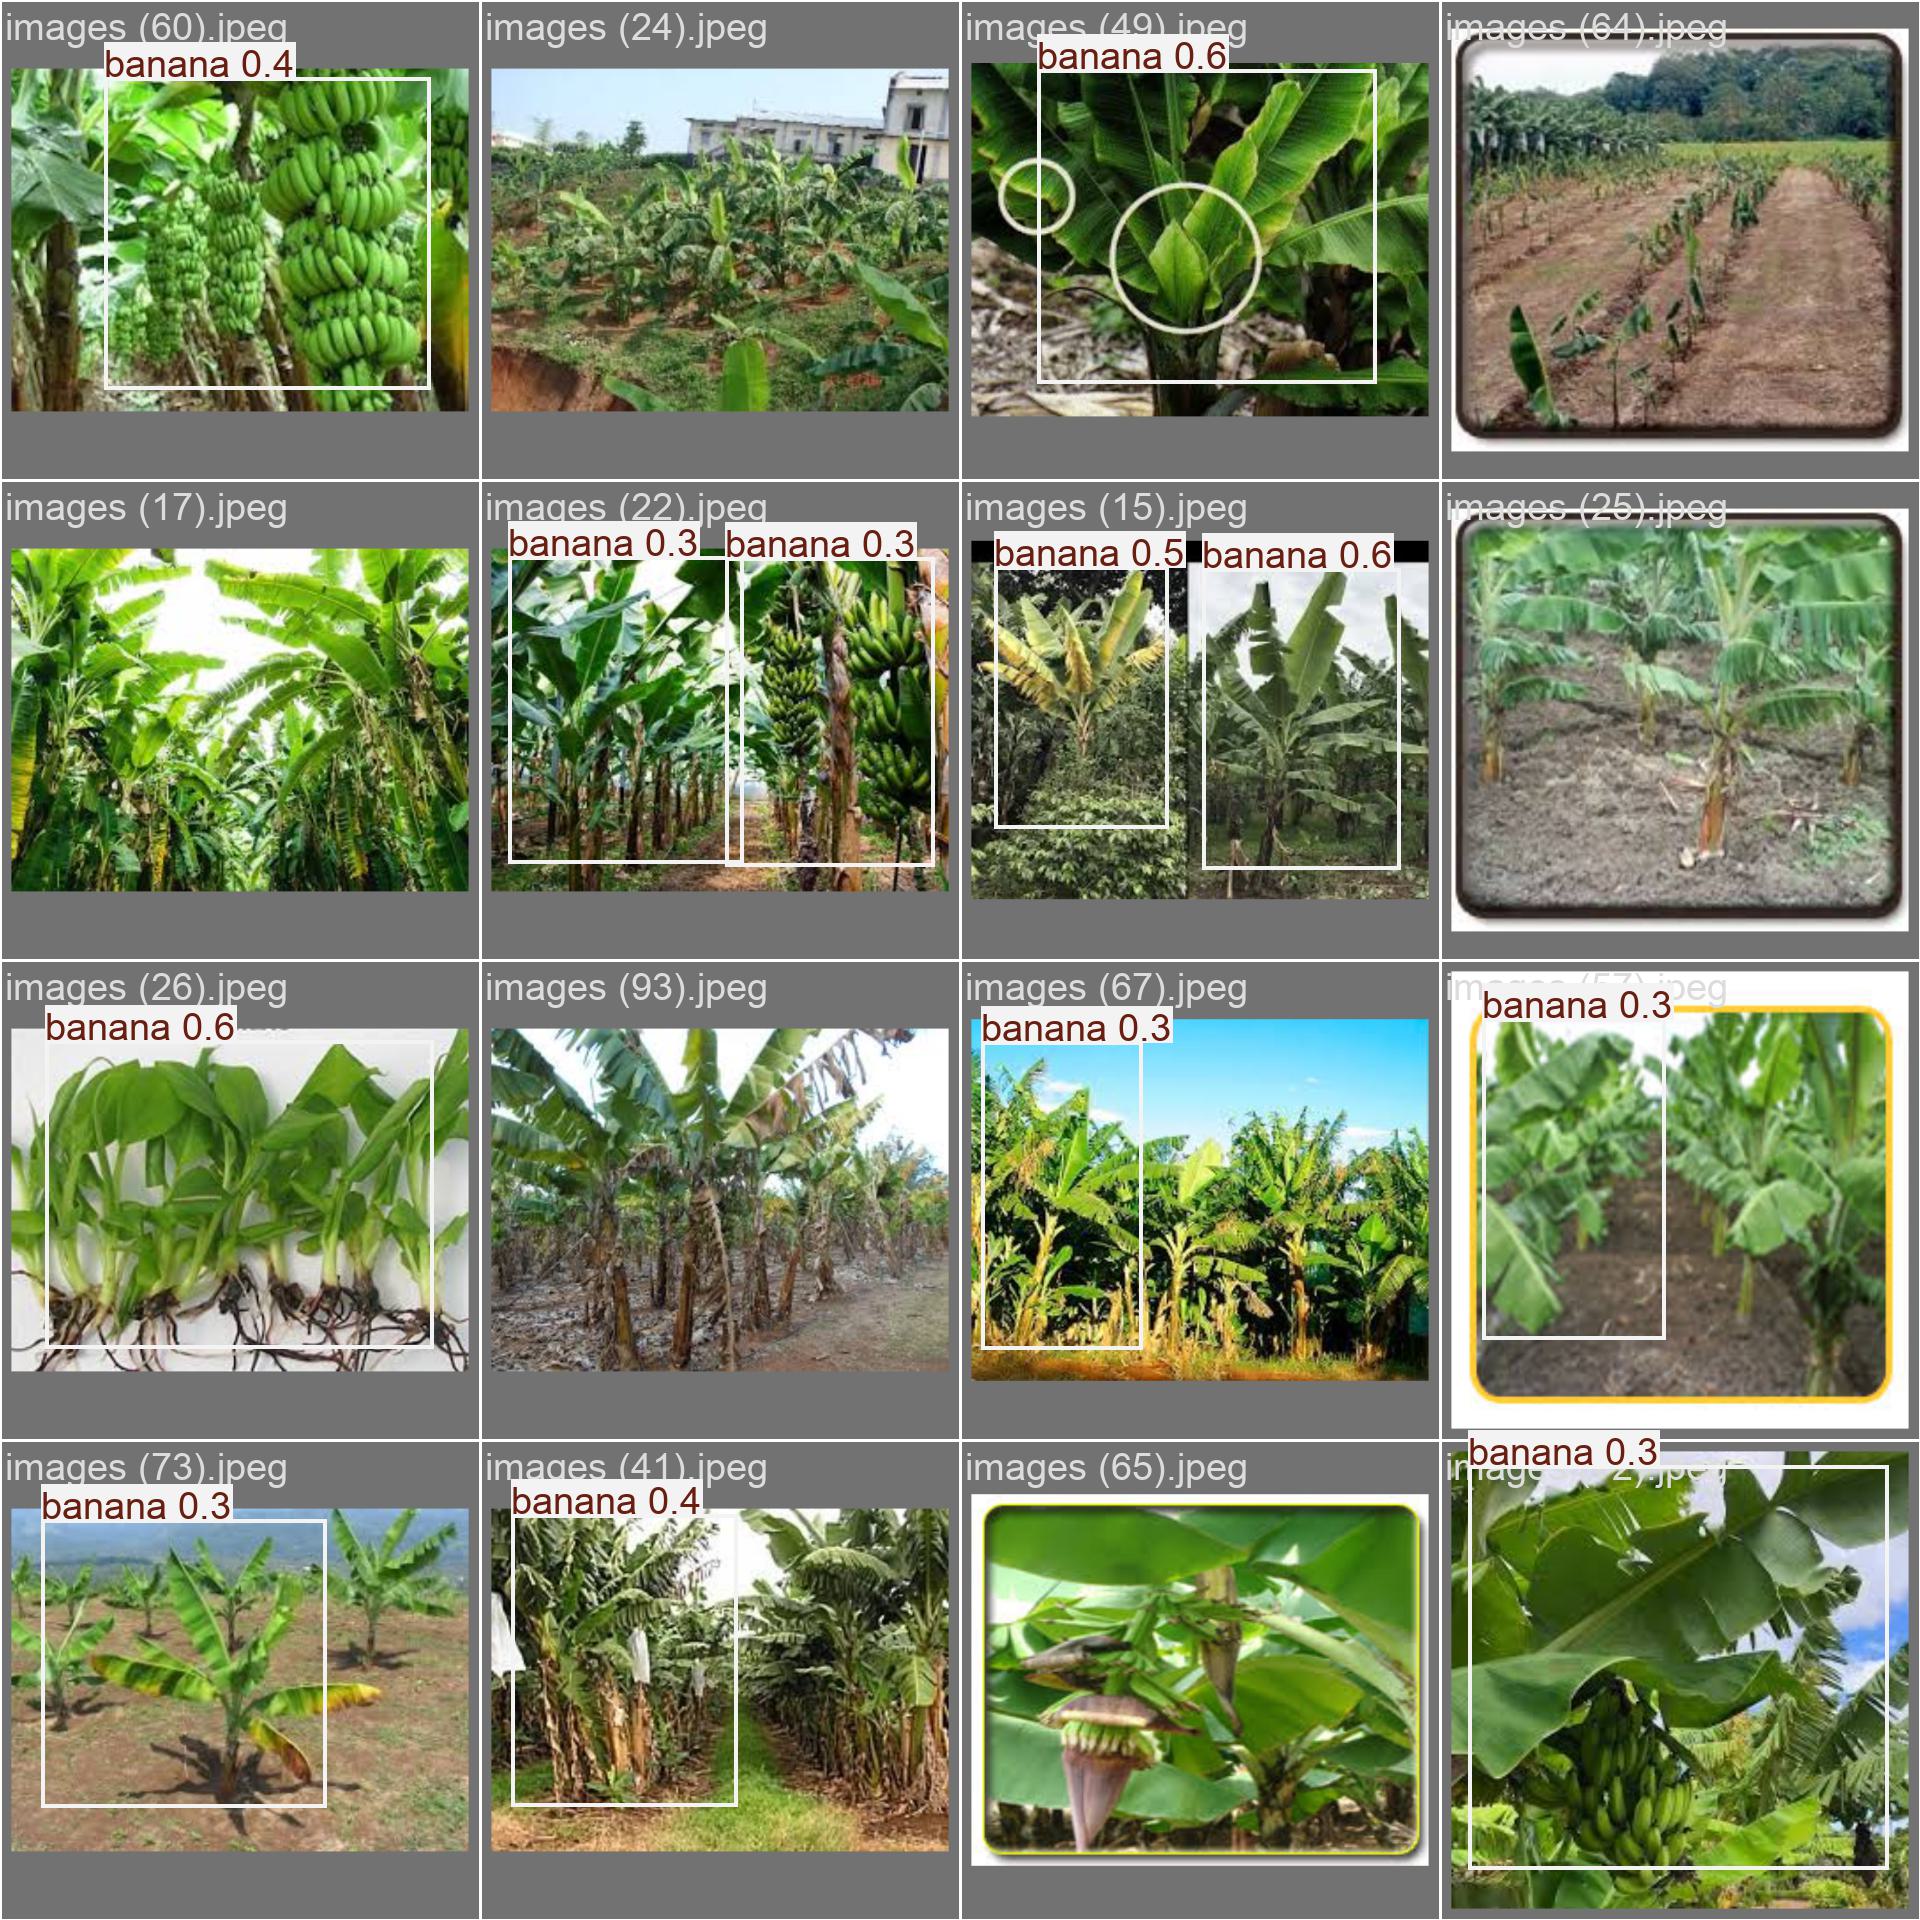 images (60).jpeg
banana 0.4
images (24).jpeg
images (49).jpeg
banana 0.6
images (64).jpeg
images (17).jpeg
images (22).jpeg
banana 0.3
banana 0.3
images (15).jpeg
banana 0.5
banana 0.6
images (25).jpeg
images (26).jpeg
banana 0.6
images (93).jpeg
images (67).jpeg
banana 0.3
images (57).jpeg
banana 0.3
images (73).jpeg
banana 0.3
images (41).jpeg
banana 0.4
images (65).jpeg
banana 0.3